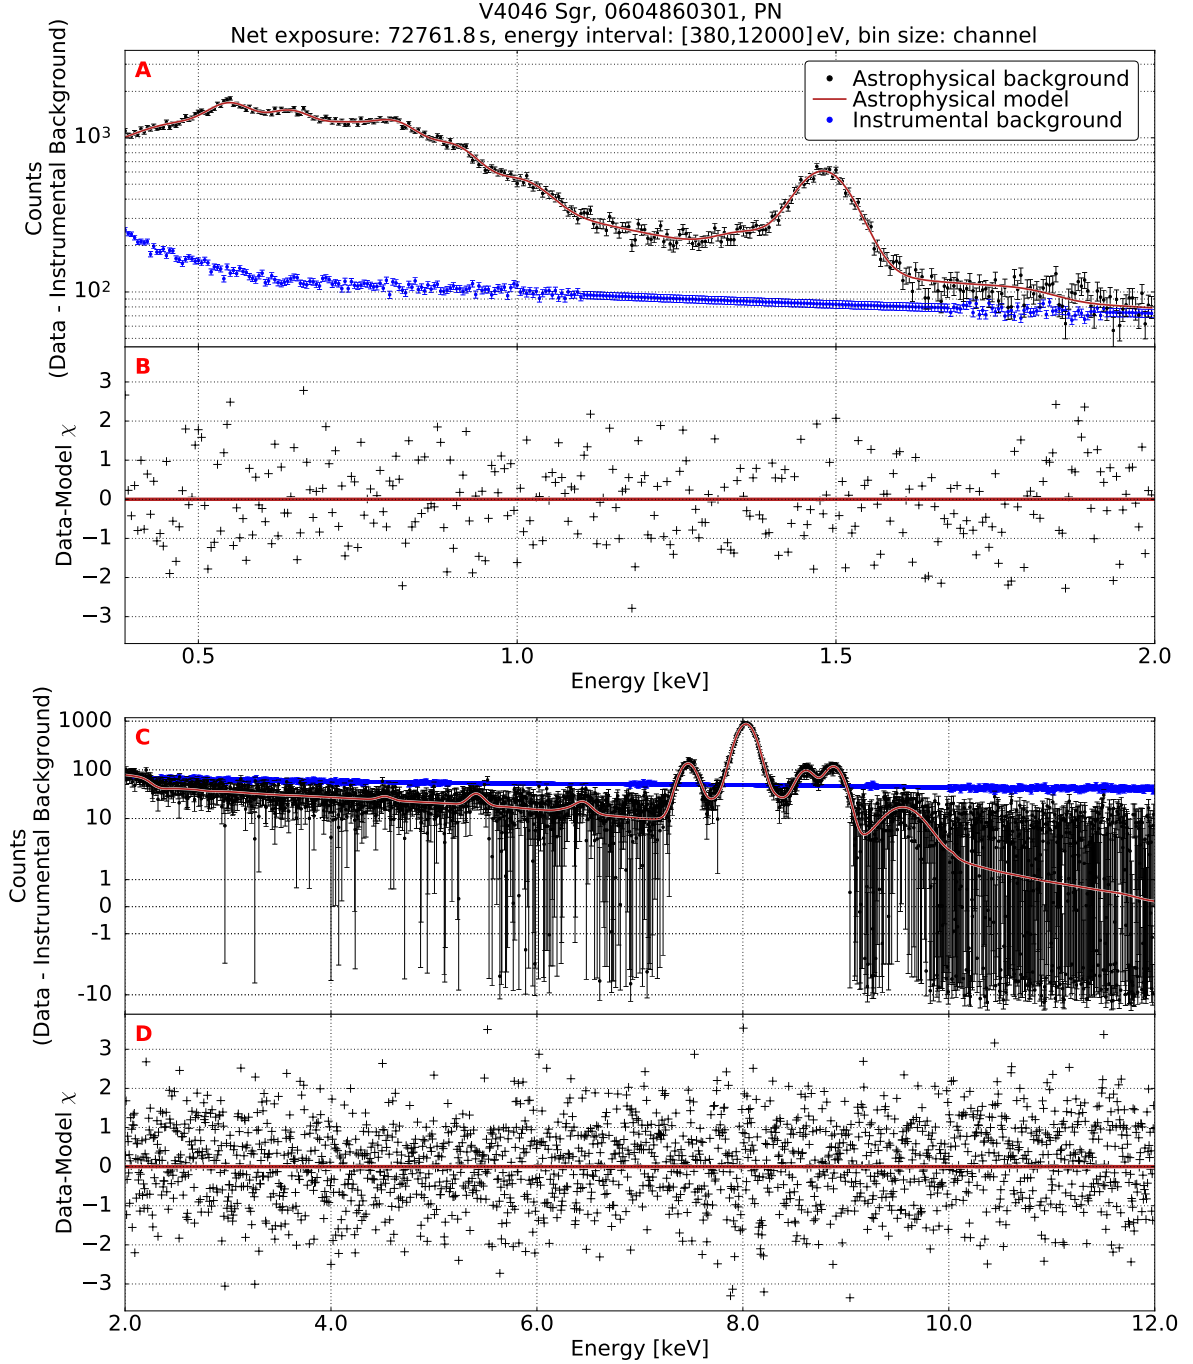 V4046 Sgr, 0604860301, PN
Net exposure: 72761.8 s, energy interval: [380,12000] eV, bin size: channel
A
Astrophysical background
Astrophysical model
Instrumental background
Counts
(Data - Instrumental Background)
10³
10²
B
Data-Model χ
3
2
1
0
−1
−2
−3
0.5
1.0
1.5
2.0
Energy [keV]
C
Counts
(Data - Instrumental Background)
1000
100
10
1
0
-1
-10
D
Data-Model χ
3
2
1
0
−1
−2
−3
2.0
4.0
6.0
8.0
10.0
12.0
Energy [keV]